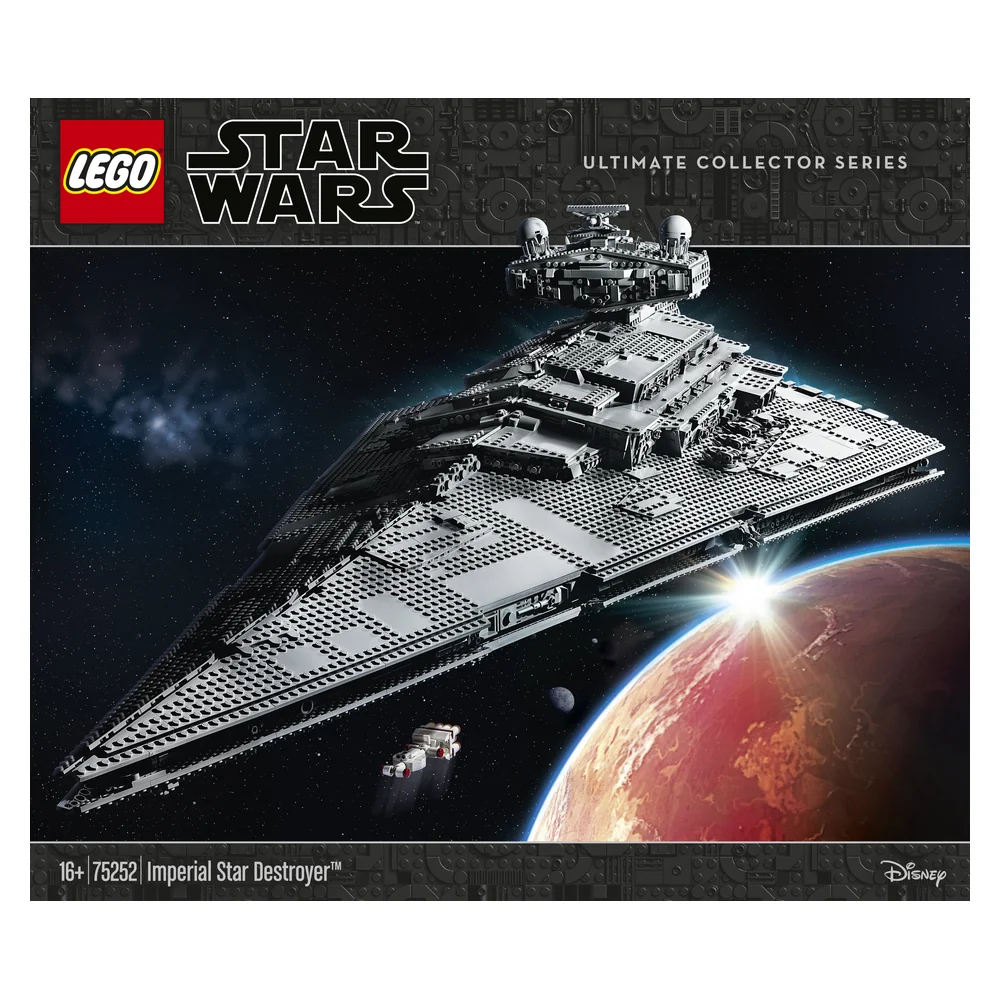 LEGO
STAR
WARS
ULTIMATE COLLECTOR SERIES
16+ | 75252 | Imperial Star Destroyer™
Disney